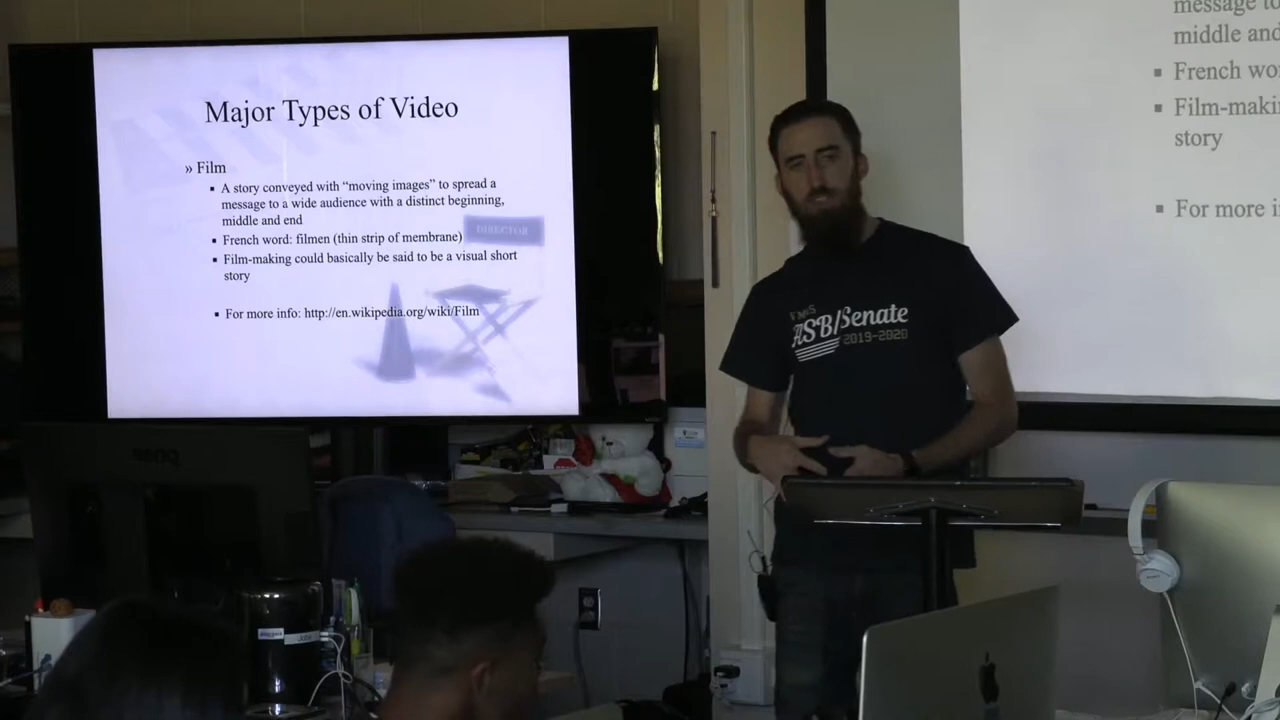 Major Types of Video
» Film
▪ A story conveyed with “moving images” to spread a
message to a wide audience with a distinct beginning,
middle and end
▪ French word: filmen (thin strip of membrane)
DIRECTOR
▪ Film-making could basically be said to be a visual short
story
▪ For more info: http://en.wikipedia.org/wiki/Film
message to
middle and
▪ French wo
▪ Film-maki
story
▪ For more i
ASB/Senate
2019-2020
BenQ